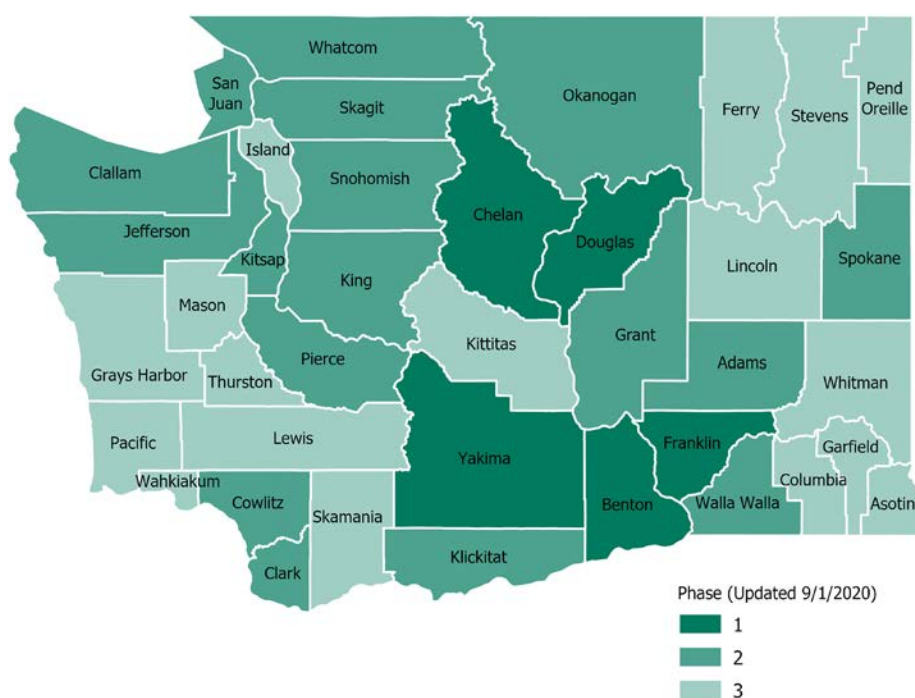 Whatcom
San
Juan
Skagit
Okanogan
Ferry
Stevens
Pend
Oreille
Island
Clallam
Snohomish
Chelan
Jefferson
Kitsap
King
Douglas
Lincoln
Spokane
Mason
Grant
Kittitas
Pierce
Adams
Grays Harbor
Thurston
Whitman
Pacific
Lewis
Yakima
Franklin
Garfield
Wahkiakum
Columbia
Cowlitz
Skamania
Benton
Walla Walla
Asotin
Klickitat
Clark
Phase (Updated 9/1/2020)
1
2
3